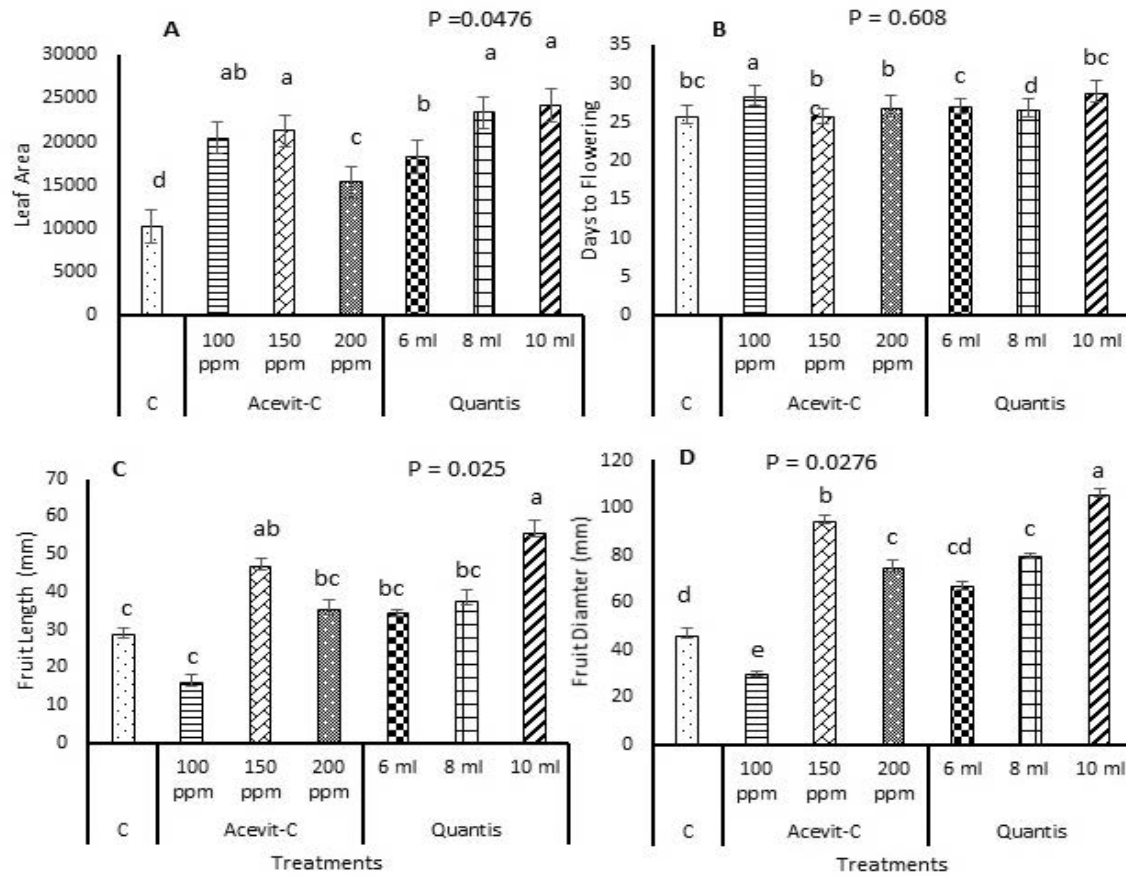 A
P =0.0476
30000
25000
20000
15000
10000
5000
0
Leaf Area
d
ab
a
c
b
a
a
100 ppm
150 ppm
200 ppm
6 ml
8 ml
10 ml
C
Acevit-C
Quantis
B
P = 0.608
35
30
25
20
15
10
5
0
Days to Flowering
bc
a
b
c
b
c
d
bc
100 ppm
150 ppm
200 ppm
6 ml
8 ml
10 ml
C
Acevit-C
Quantis
C
P = 0.025
70
60
50
40
30
20
10
0
Fruit Length (mm)
c
c
ab
bc
bc
bc
a
100 ppm
150 ppm
200 ppm
6 ml
8 ml
10 ml
C
Acevit-C
Quantis
Treatments
D
P = 0.0276
120
100
80
60
40
20
0
Fruit Diamter (mm)
d
e
b
c
cd
c
a
100 ppm
150 ppm
200 ppm
6 ml
8 ml
10 ml
C
Acevit-C
Quantis
Treatments